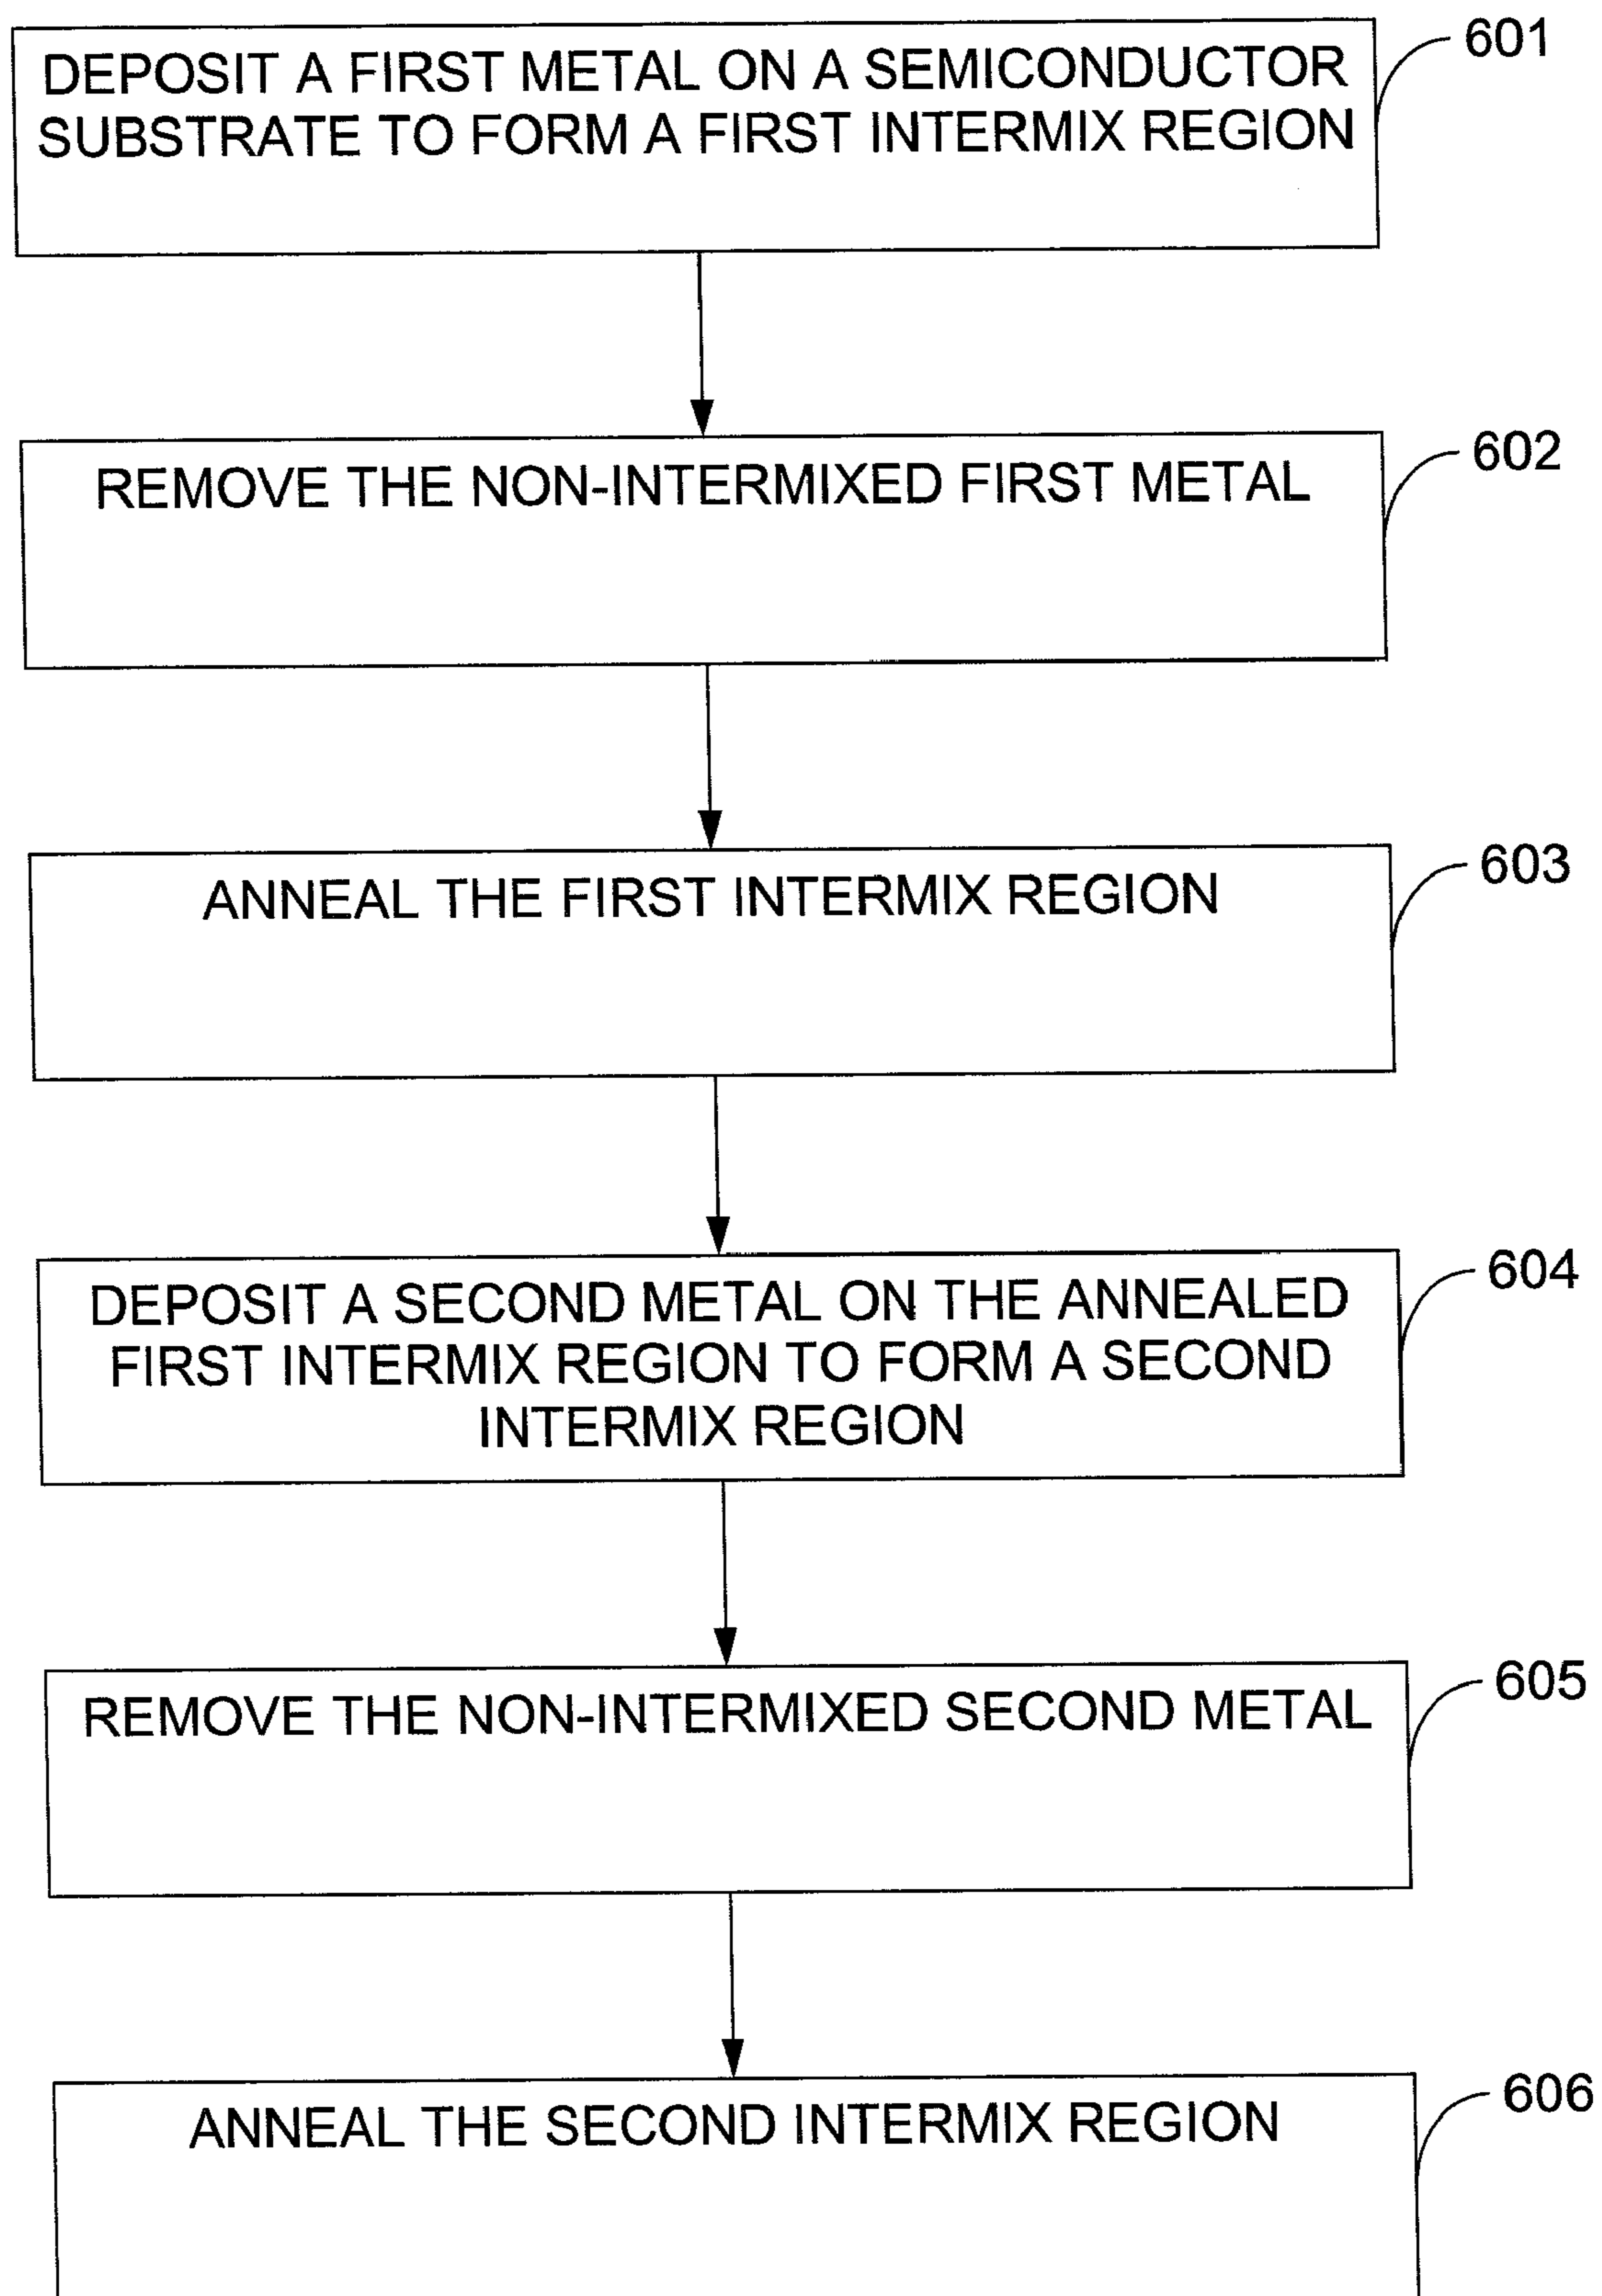 DEPOSIT A FIRST METAL ON A SEMICONDUCTOR
SUBSTRATE TO FORM A FIRST INTERMIX REGION
601
REMOVE THE NON-INTERMIXED FIRST METAL
602
ANNEAL THE FIRST INTERMIX REGION
603
DEPOSIT A SECOND METAL ON THE ANNEALED
FIRST INTERMIX REGION TO FORM A SECOND
INTERMIX REGION
604
REMOVE THE NON-INTERMIXED SECOND METAL
605
ANNEAL THE SECOND INTERMIX REGION
606